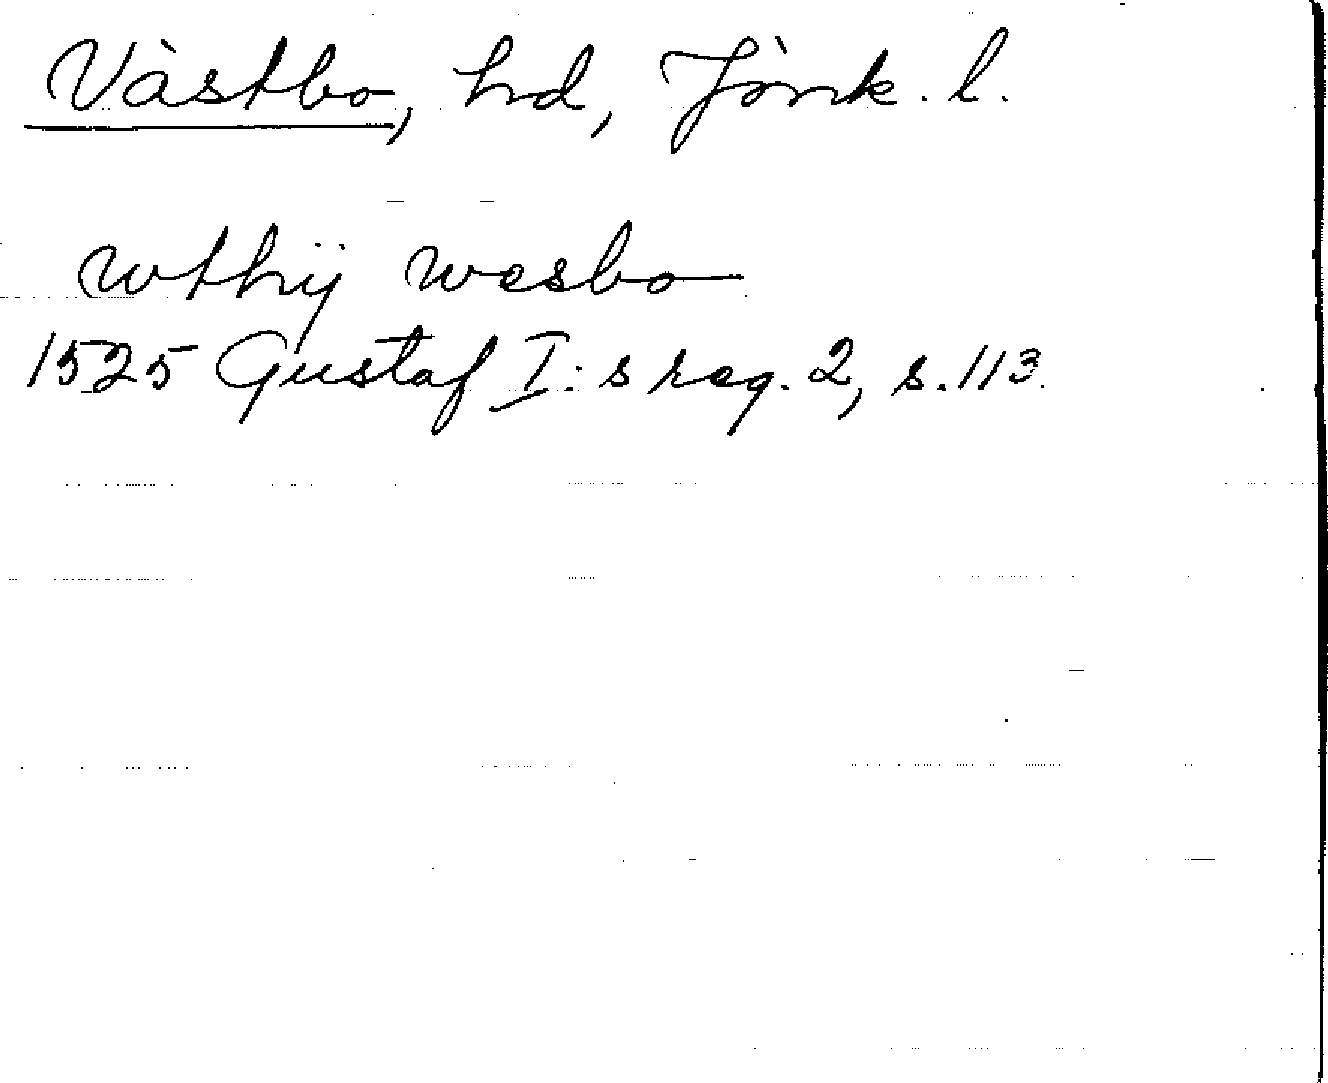 Västbo, hd, Jönk. l.
wthij wesbo
1525 Gustaf I:s reg. 2, s. 113.